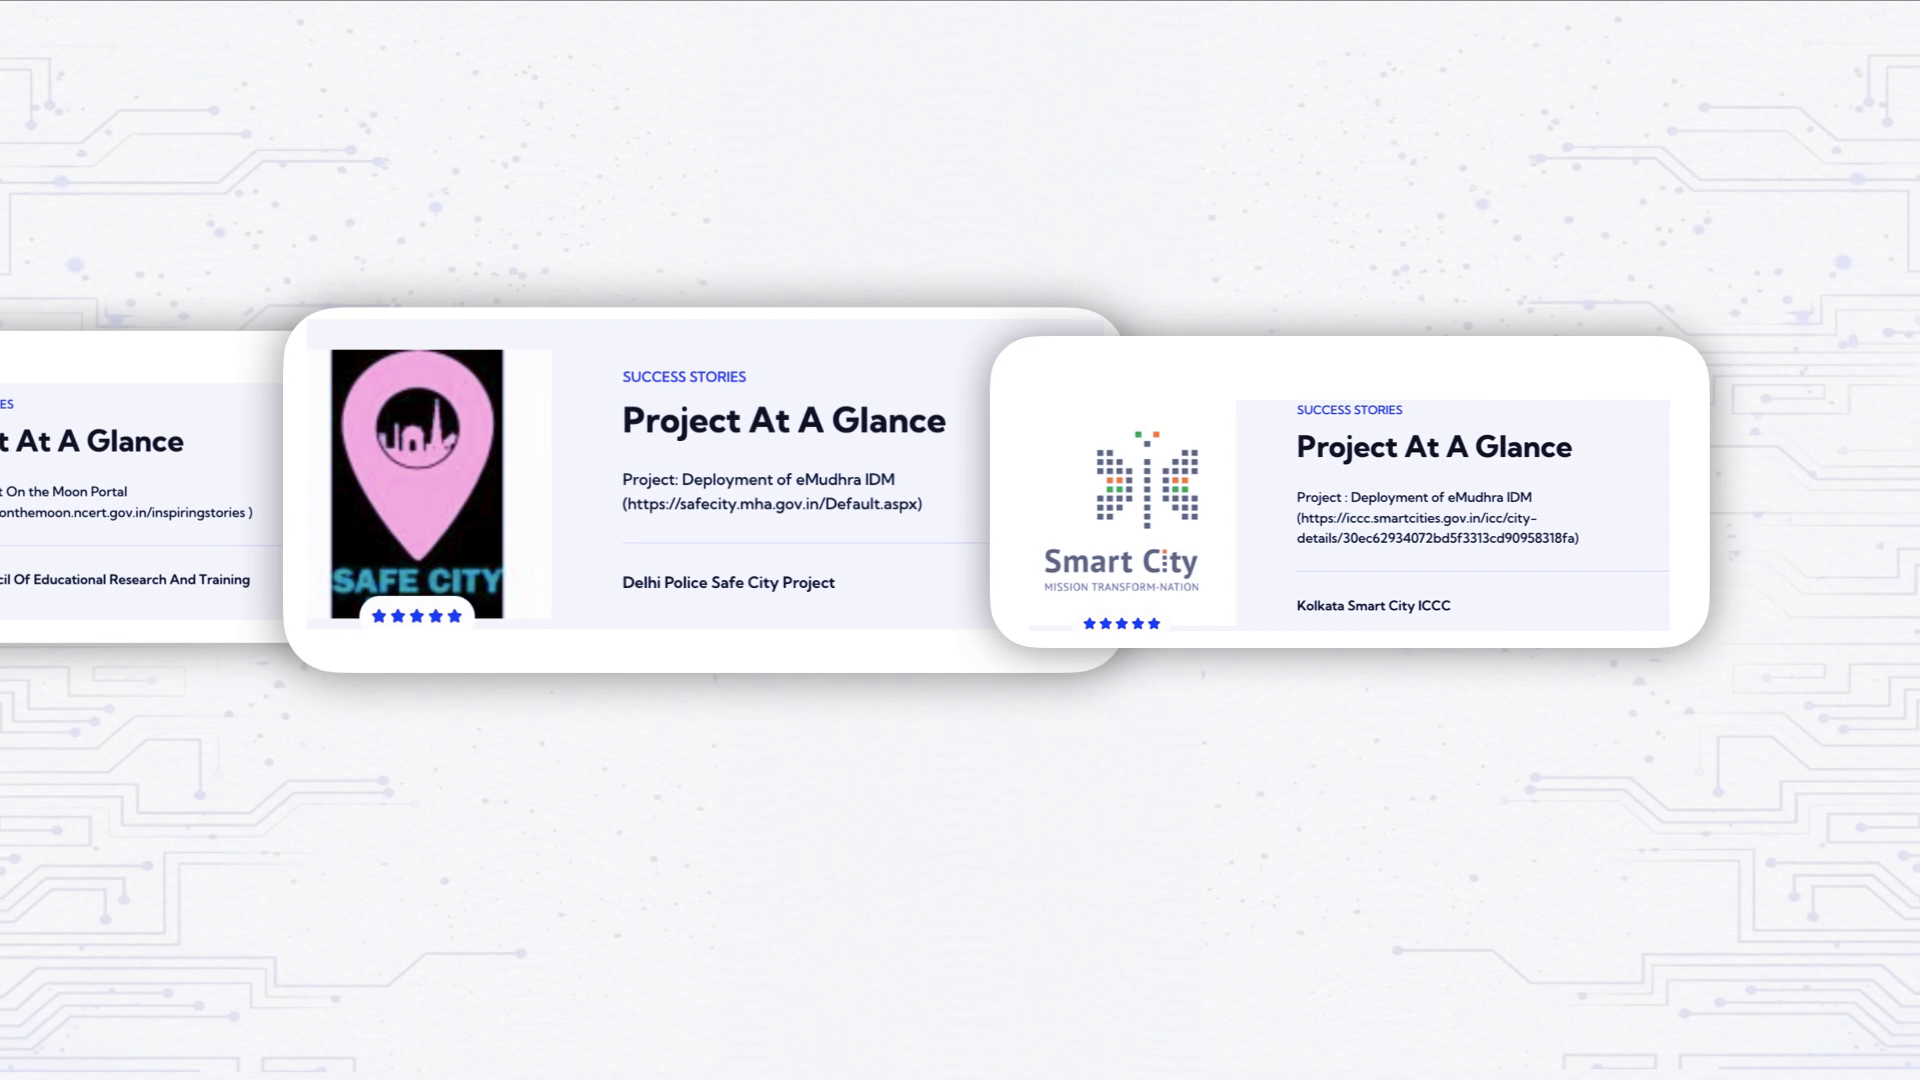 ES
t At A Glance
t On the Moon Portal
onthemoon.ncert.gov.in/inspiringstories )
cil Of Educational Research And Training
SAFE CITY
SUCCESS STORIES
Project At A Glance
Project: Deployment of eMudhra IDM
(https://safecity.mha.gov.in/Default.aspx)
Delhi Police Safe City Project
Smart City
MISSION TRANSFORM-NATION
SUCCESS STORIES
Project At A Glance
Project : Deployment of eMudhra IDM
(https://iccc.smartcities.gov.in/icc/city-
details/30ec62934072bd5f3313cd90958318fa)
Kolkata Smart City ICCC